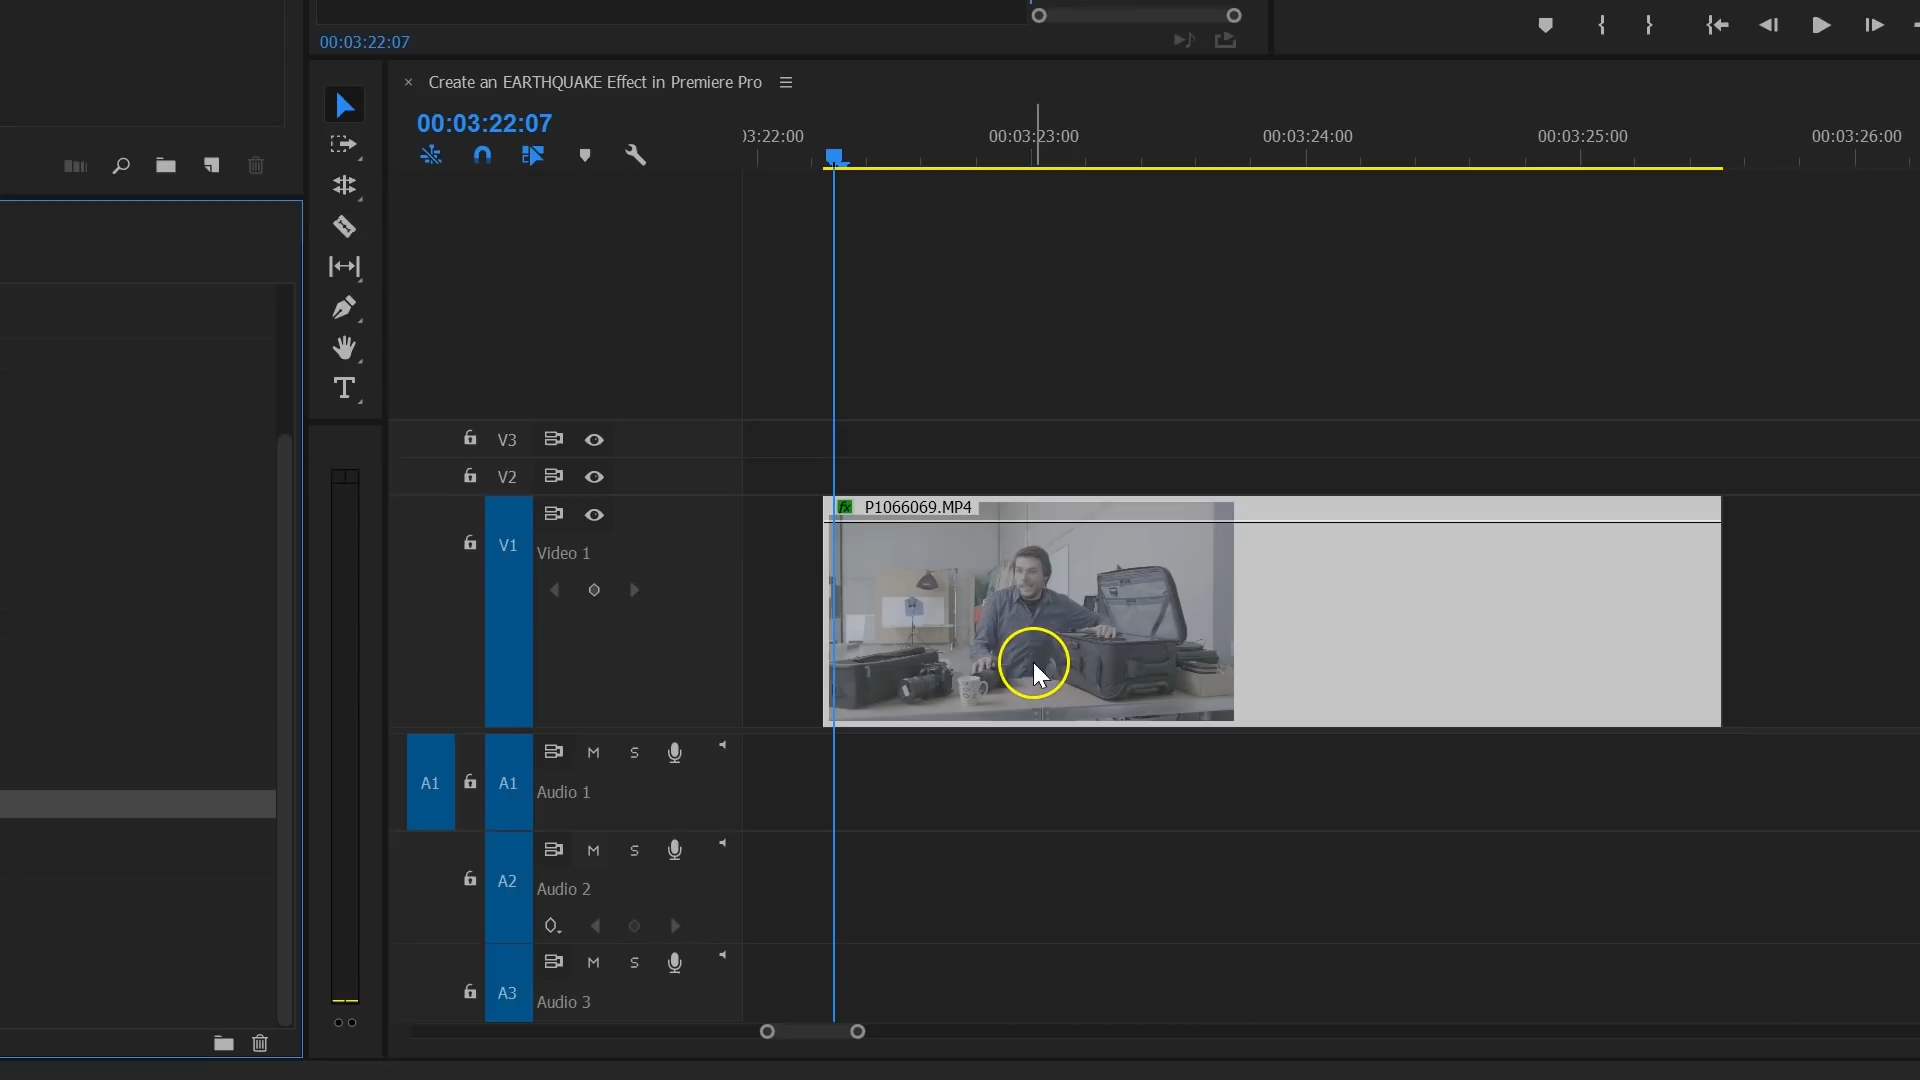 00:03:22:07
× Create an EARTHQUAKE Effect in Premiere Pro
00:03:22:07
03:22:00 00:03:23:00 00:03:24:00 00:03:25:00 00:03:26:00
V3
V2
fx P1066069.MP4
V1 Video 1
A1 A1 M S
Audio 1
A2 M S
Audio 2
A3 M S
Audio 3